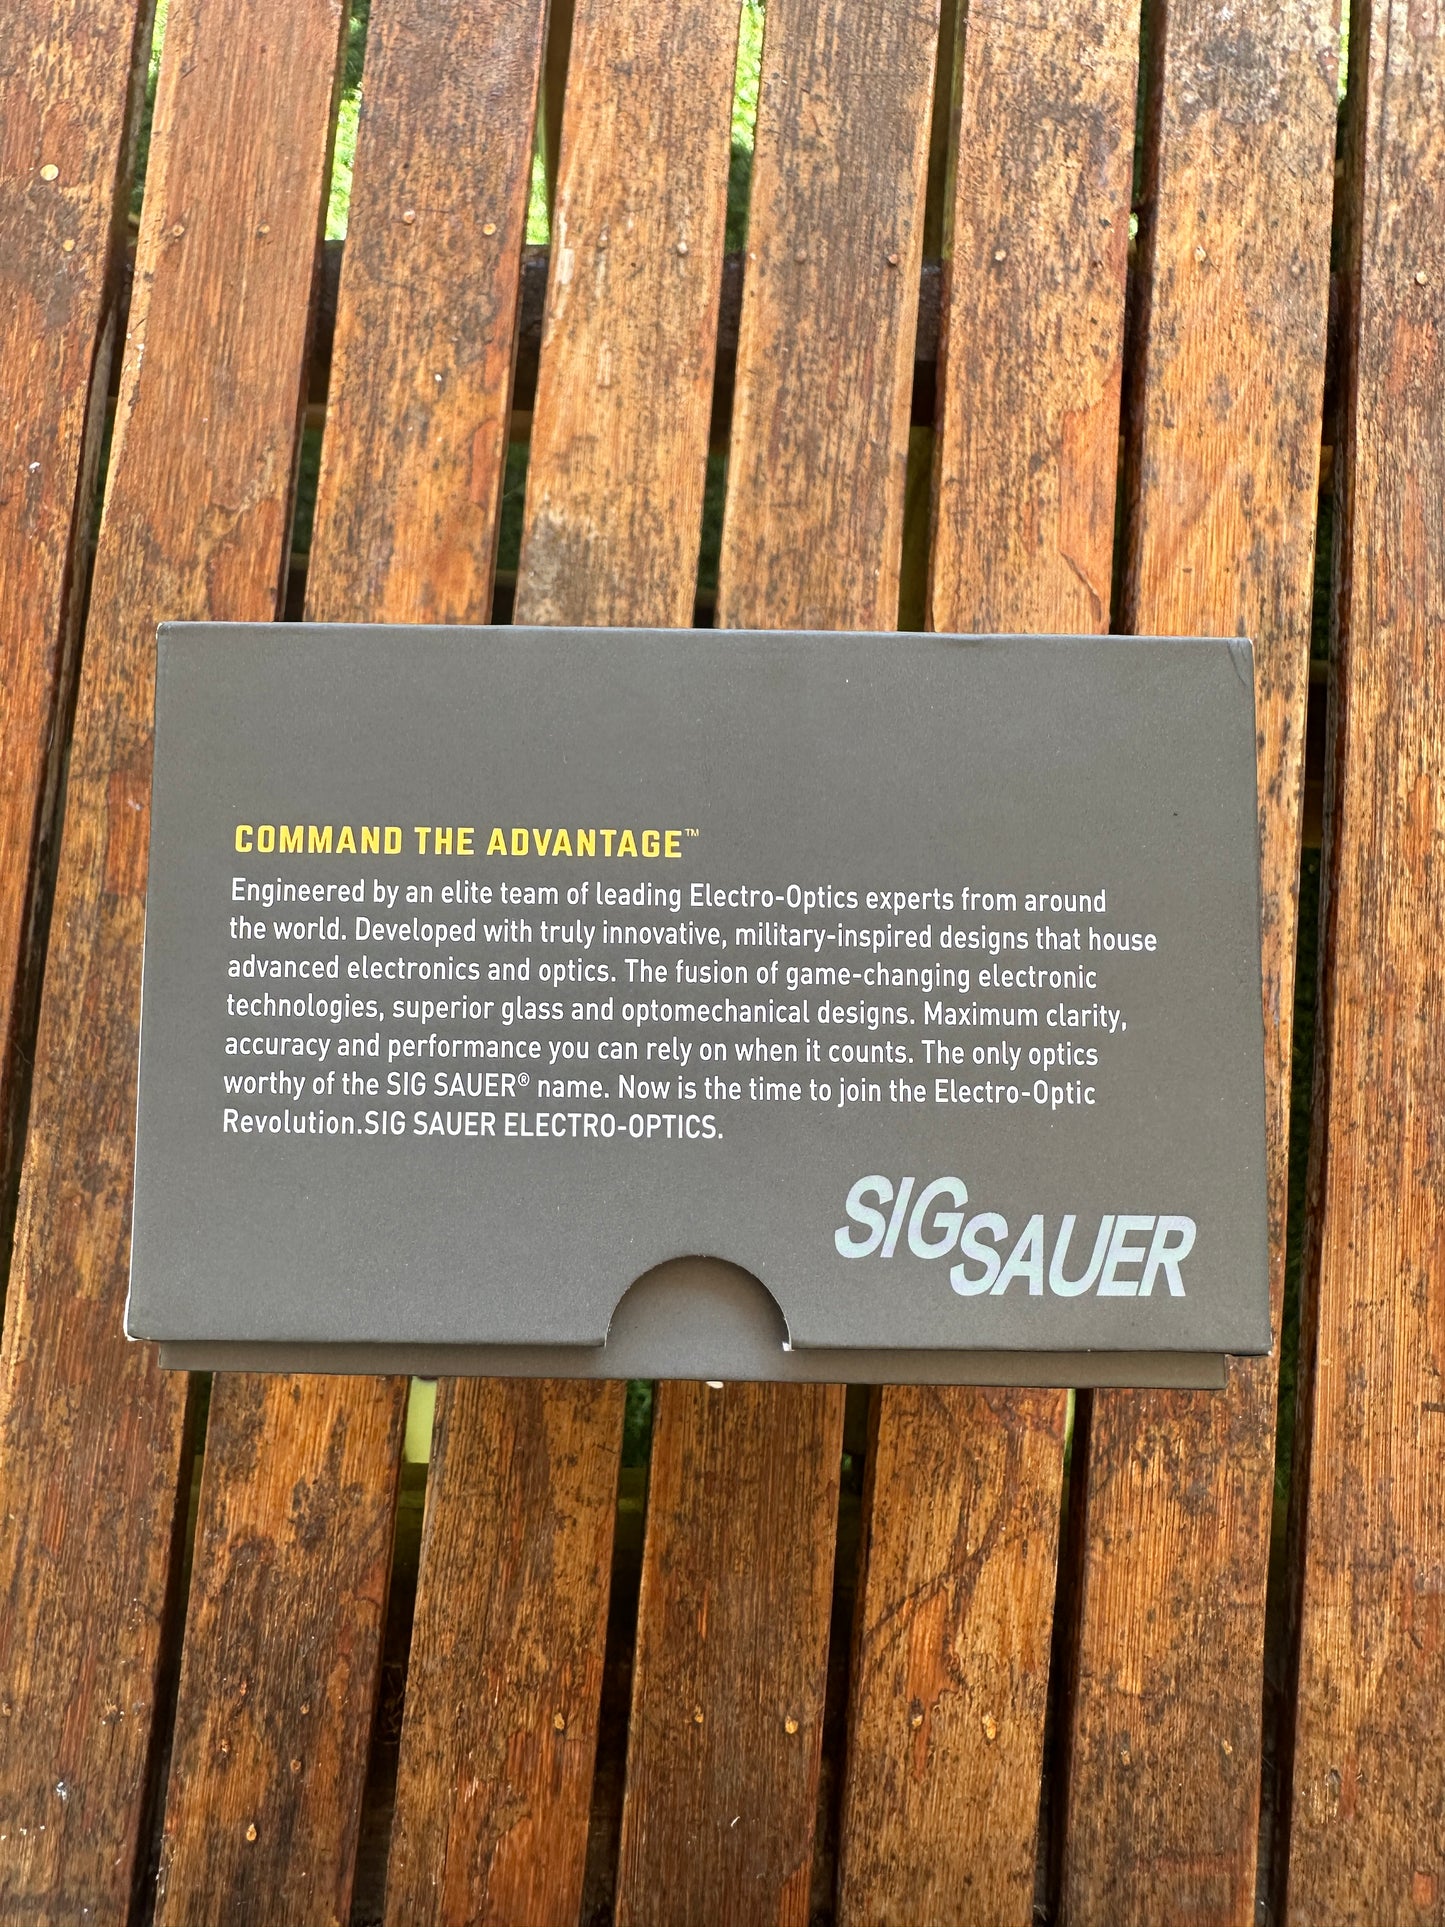 COMMAND THE ADVANTAGE™
Engineered by an elite team of leading Electro-Optics experts from around
the world. Developed with truly innovative, military-inspired designs that house
advanced electronics and optics. The fusion of game-changing electronic
technologies, superior glass and optomechanical designs. Maximum clarity,
accuracy and performance you can rely on when it counts. The only optics
worthy of the SIG SAUER® name. Now is the time to join the Electro-Optic
Revolution.SIG SAUER ELECTRO-OPTICS.
SIG SAUER